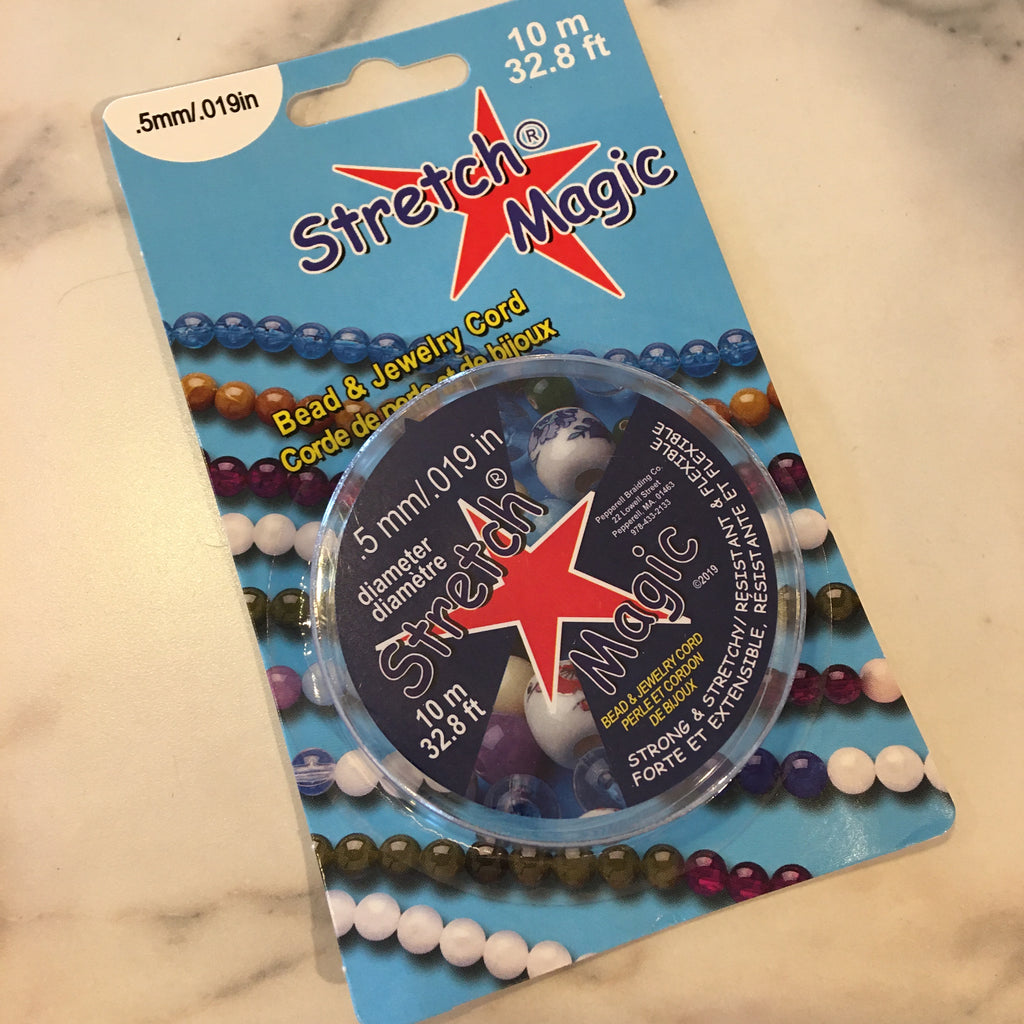 .5mm/.019in
10 m
32.8 ft
Stretch®
Magic
Bead & Jewelry Cord
Corde de perle et de bijoux
.5 mm/.019 in
diameter
diamètre
Stretch®
Magic
10 m
32.8 ft
Pepperell Braiding Co.
22 Lowell Street
Pepperell, MA. 01463
978-433-2133
©2019
BEAD & JEWELRY CORD
PERLE ET CORDON
DE BIJOUX
STRONG & STRETCHY/ RÉSISTANT & FLEXIBLE
FORTE ET EXTENSIBLE, RÉSISTANTE ET FLEXIBLE